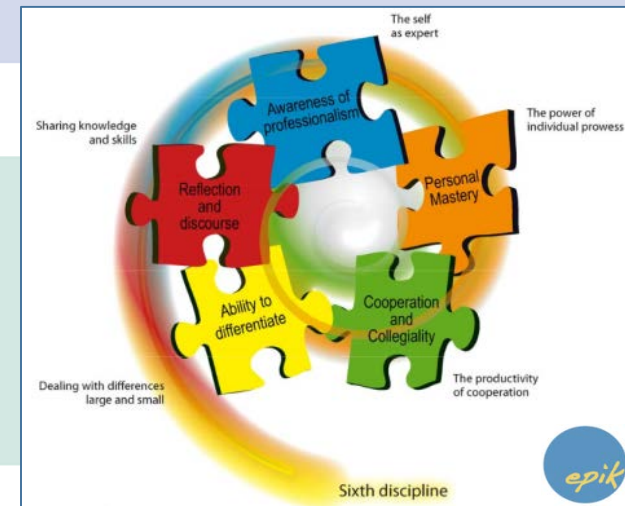 The self
as expert
Awareness of
professionalism
The power of
individual prowess
Sharing knowledge
and skills
Personal
Mastery
Reflection
and
discourse
Ability to
differentiate
Cooperation
and
Collegiality
Dealing with differences
large and small
The productivity
of cooperation
Sixth discipline
epik